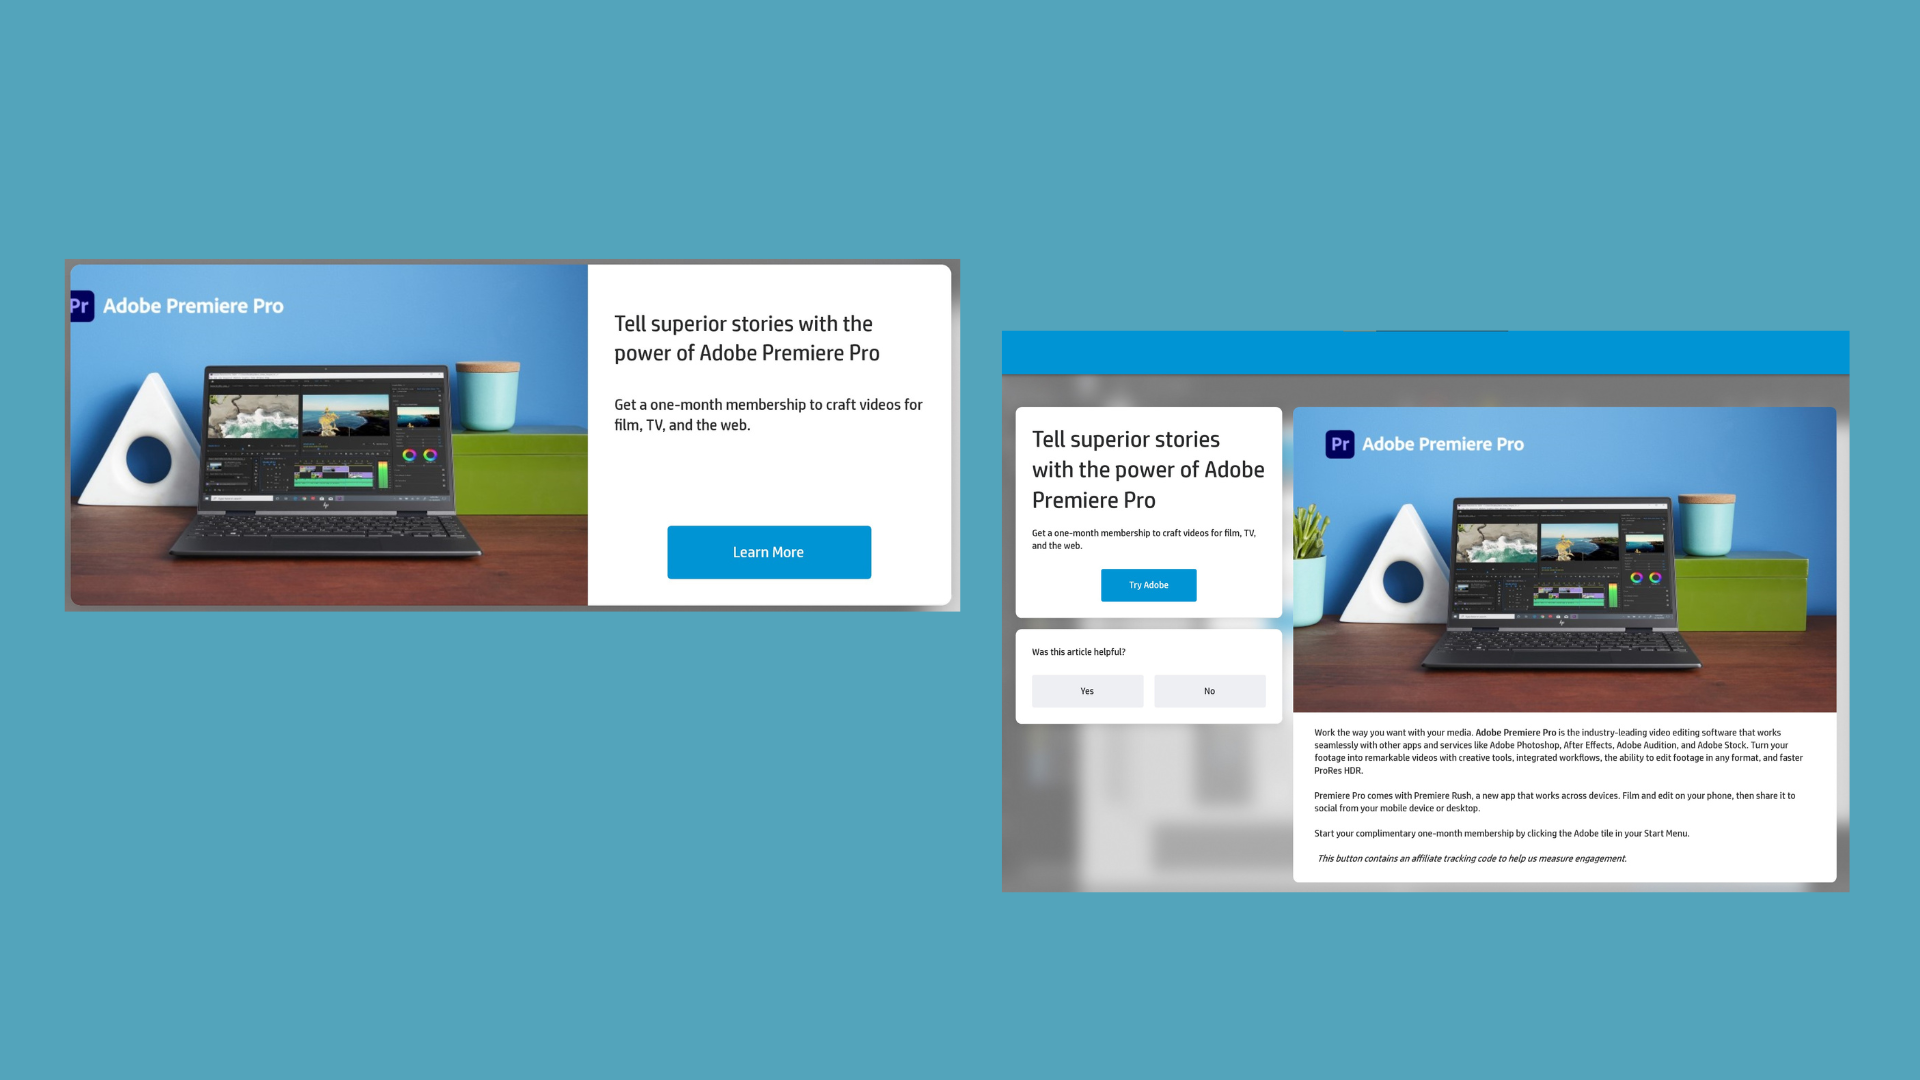 Pr Adobe Premiere Pro
Tell superior stories with the
power of Adobe Premiere Pro
Get a one-month membership to craft videos for
film, TV, and the web.
Learn More
Tell superior stories
with the power of Adobe
Premiere Pro
Get a one-month membership to craft videos for film, TV,
and the web.
Try Adobe
Was this article helpful?
Yes
No
Pr Adobe Premiere Pro
Work the way you want with your media. Adobe Premiere Pro is the industry-leading video editing software that works
seamlessly with other apps and services like Adobe Photoshop, After Effects, Adobe Audition, and Adobe Stock. Turn your
footage into remarkable videos with creative tools, integrated workflows, the ability to edit footage in any format, and faster
ProRes HDR.
Premiere Pro comes with Premiere Rush, a new app that works across devices. Film and edit on your phone, then share it to
social from your mobile device or desktop.
Start your complimentary one-month membership by clicking the Adobe tile in your Start Menu.
This button contains an affiliate tracking code to help us measure engagement.